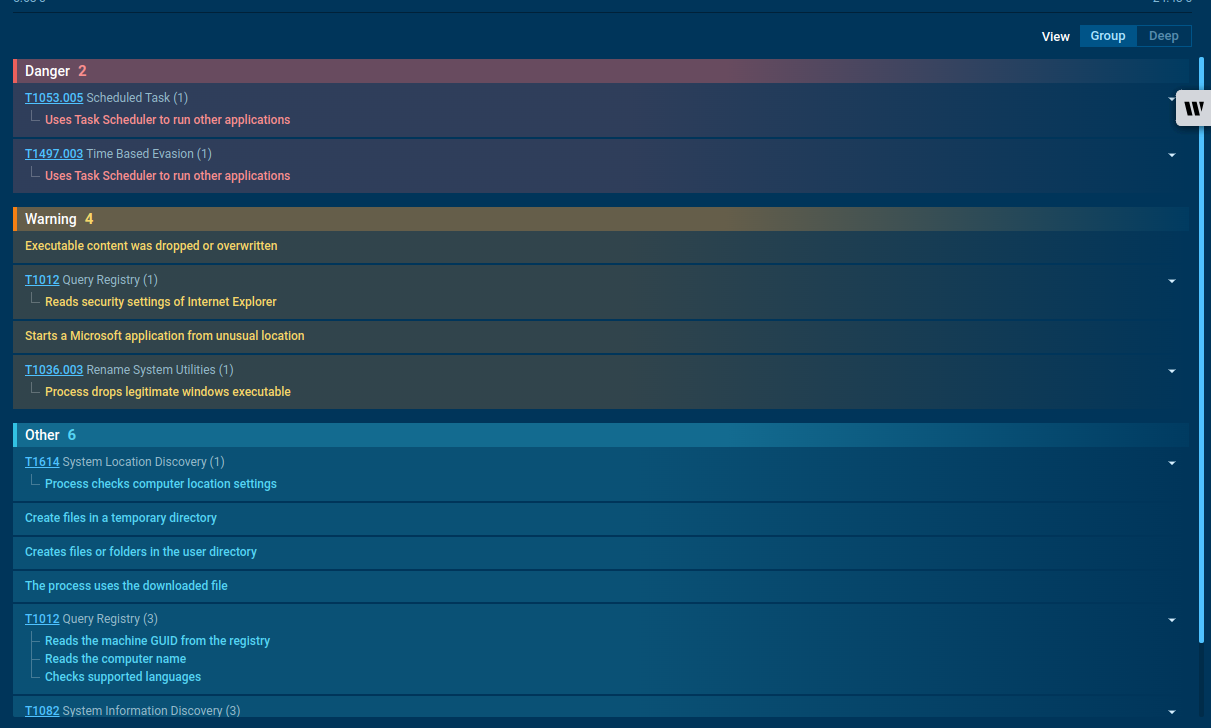 View Group Deep
Danger 2
T1053.005 Scheduled Task (1)
Uses Task Scheduler to run other applications
T1497.003 Time Based Evasion (1)
Uses Task Scheduler to run other applications
Warning 4
Executable content was dropped or overwritten
T1012 Query Registry (1)
Reads security settings of Internet Explorer
Starts a Microsoft application from unusual location
T1036.003 Rename System Utilities (1)
Process drops legitimate windows executable
Other 6
T1614 System Location Discovery (1)
Process checks computer location settings
Create files in a temporary directory
Creates files or folders in the user directory
The process uses the downloaded file
T1012 Query Registry (3)
Reads the machine GUID from the registry
Reads the computer name
Checks supported languages
T1082 System Information Discovery (3)